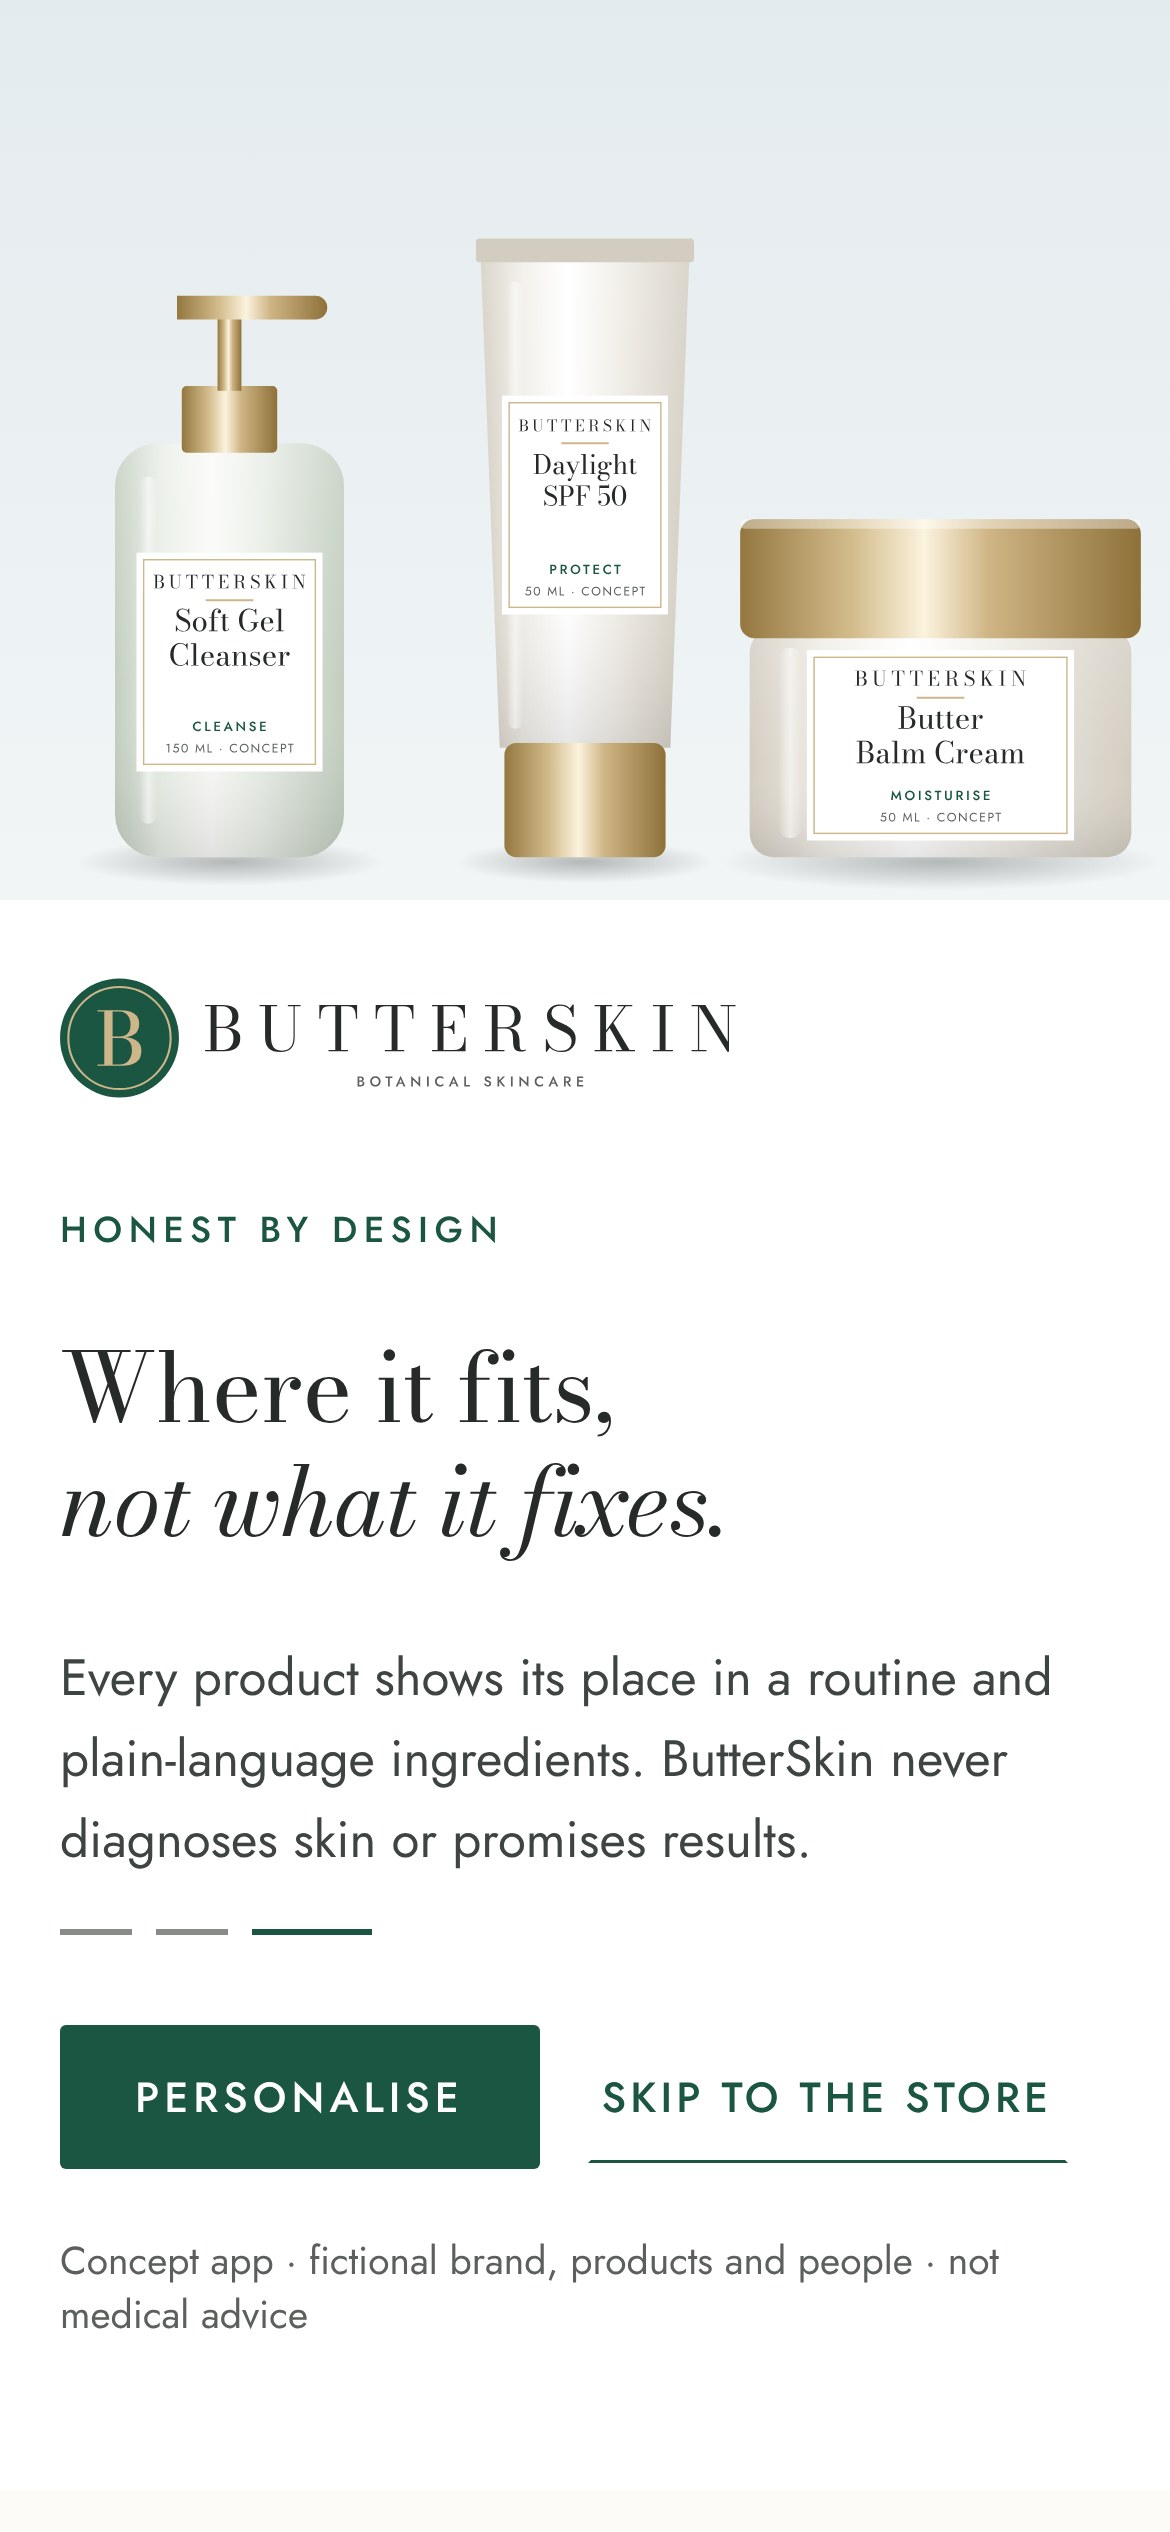 BUTTERSKIN
Soft Gel
Cleanser
CLEANSE
150 ML · CONCEPT
BUTTERSKIN
Daylight
SPF 50
PROTECT
50 ML · CONCEPT
BUTTERSKIN
Butter
Balm Cream
MOISTURISE
50 ML · CONCEPT
B
BUTTERSKIN
BOTANICAL SKINCARE
HONEST BY DESIGN
Where it fits,
not what it fixes.
Every product shows its place in a routine and
plain-language ingredients. ButterSkin never
diagnoses skin or promises results.
PERSONALISE
SKIP TO THE STORE
Concept app · fictional brand, products and people · not
medical advice